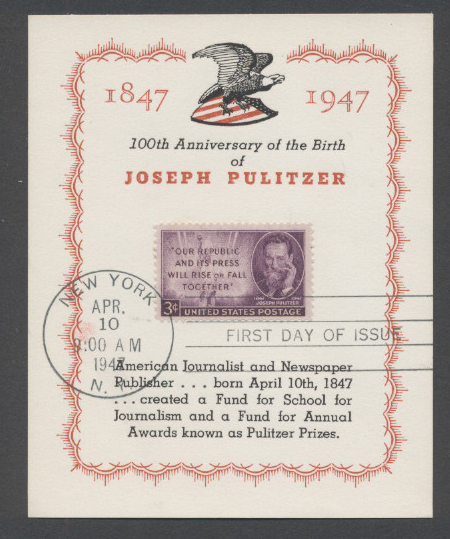 1847 1947
100th Anniversary of the Birth
of
JOSEPH PULITZER
"OUR REPUBLIC
AND ITS PRESS
WILL RISE OR FALL
TOGETHER"
1847 1911
JOSEPH PULITZER
3¢ UNITED STATES POSTAGE
NEW YORK
APR.
10
9:00 AM
1947
N.
FIRST DAY OF ISSUE
American Journalist and Newspaper
Publisher . . . born April 10th, 1847
. . . created a Fund for School for
Journalism and a Fund for Annual
Awards known as Pulitzer Prizes.